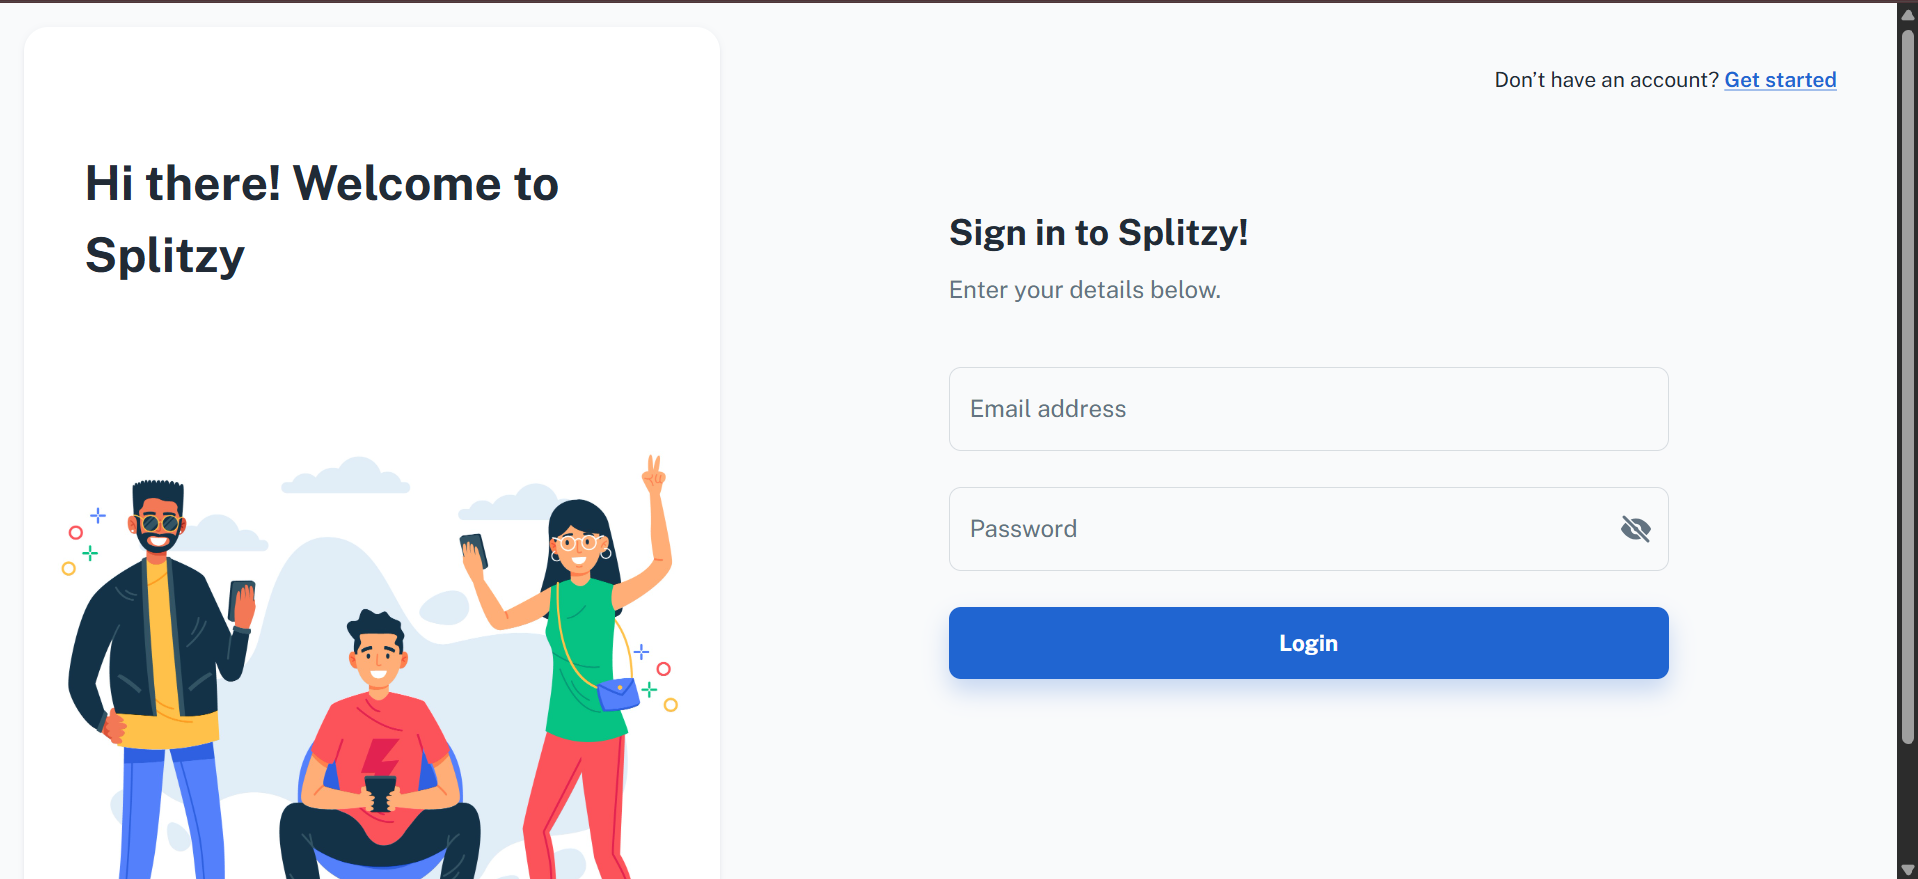 Don’t have an account? Get started
Hi there! Welcome to
Splitzy
Sign in to Splitzy!
Enter your details below.
Email address
Password
Login